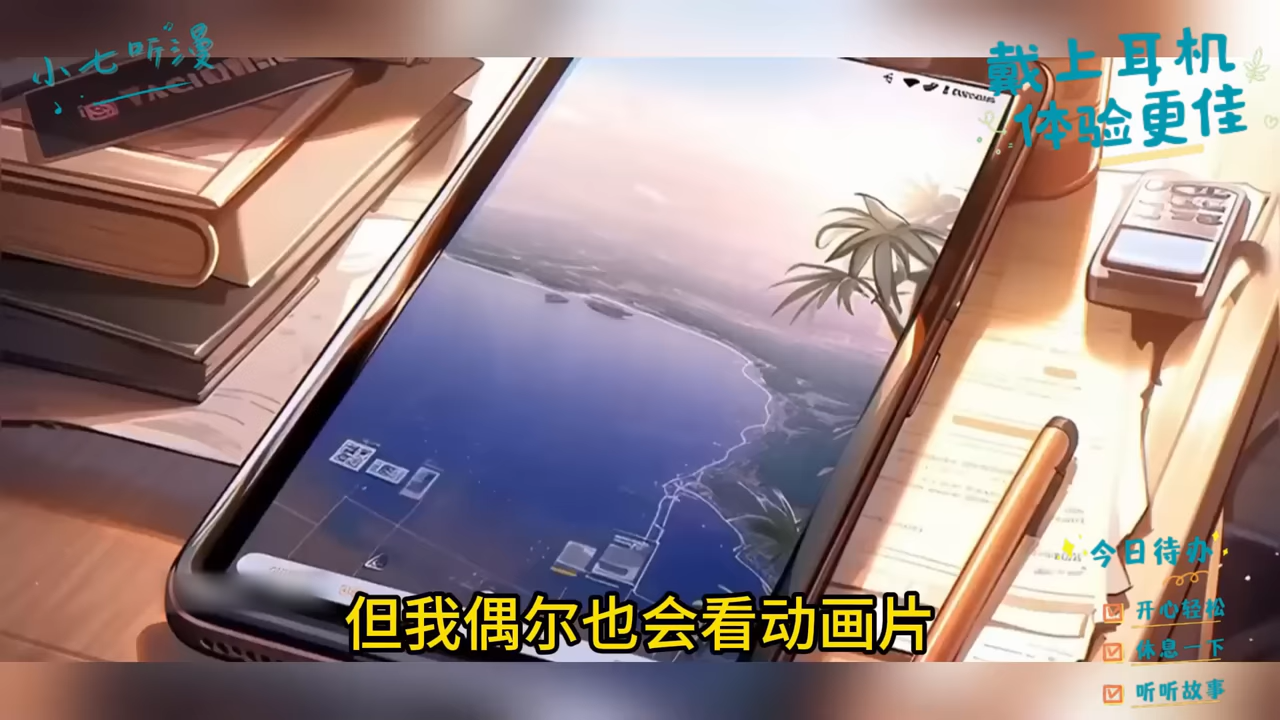 小七听漫
戴上耳机
体验更佳
今日待办
开心轻松
休息一下
听听故事
但我偶尔也会看动画片